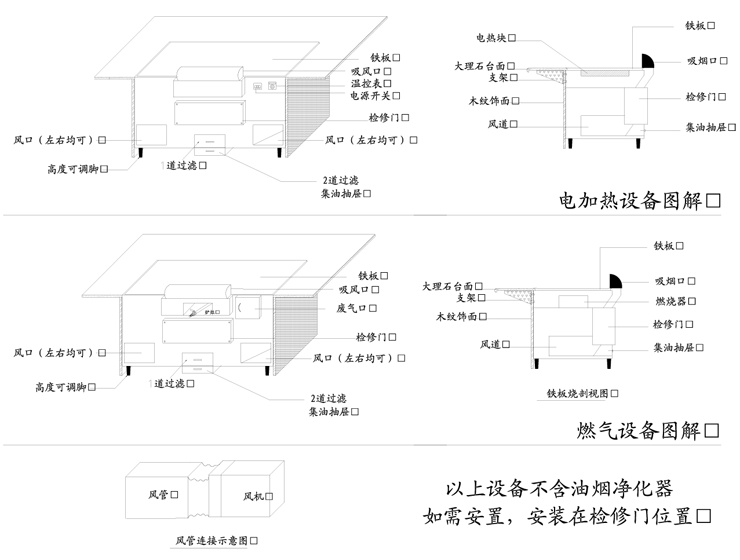 铁板□
吸风口□
温控表□
电源开关□
检修门□
风口（左右均可）□
风口（左右均可）□
高度可调脚□
1道过滤□
2道过滤
集油抽层□
铁板□
电热块□
大理石台面□
吸烟口□
支架□
木纹饰面□
检修门□
风道□
集油抽层□
电加热设备图解□
铁板□
吸风口□
废气口□
检修门□
风口（左右均可）□
风口（左右均可）□
高度可调脚□
1道过滤□
2道过滤
集油抽层□
铁板□
大理石台面□
吸烟口□
支架□
燃烧器□
木纹饰面□
检修门□
风道□
集油抽层□
铁板烧剖视图□
燃气设备图解□
风管□
风机□
风管连接示意图□
以上设备不含油烟净化器
如需安置，安装在检修门位置□